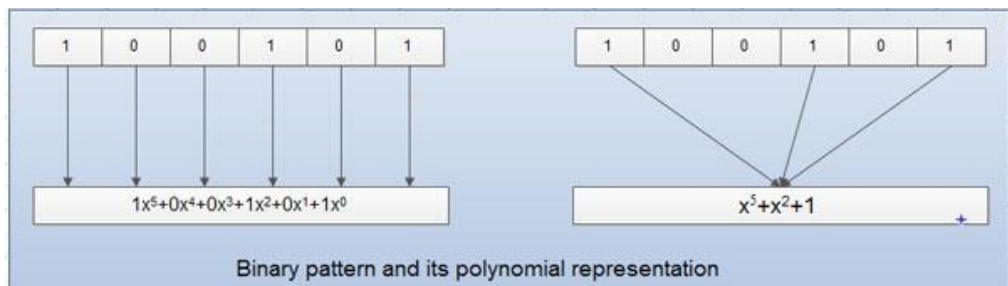 1 0 0 1 0 1
1 0 0 1 0 1
1x⁵+0x⁴+0x³+1x²+0x¹+1x⁰
x⁵+x²+1
Binary pattern and its polynomial representation